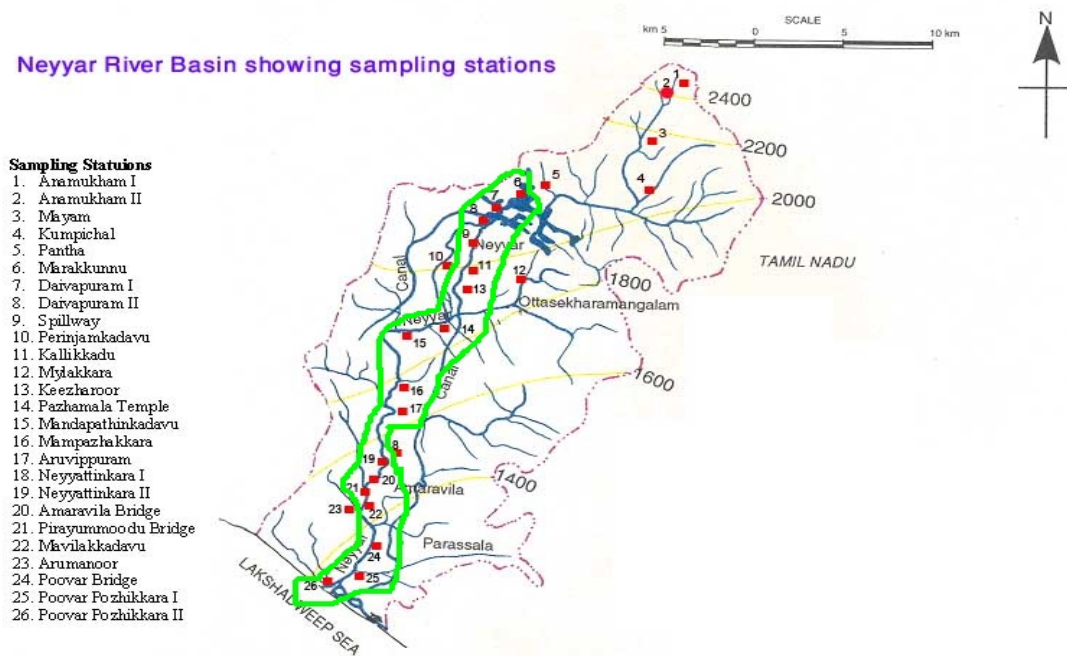 SCALE
km 5 0 5 10 km
N
Neyyar River Basin showing sampling stations
1
2
2400
3
2200
4
5
6
2000
7
8
9
Neyyar
10
11
12
13
TAMIL NADU
1800
Canal
Ottasekharamangalam
Neyyar
14
15
Canal
1600
16
17
8
19
20
1400
21
Amaravila
22
23
Neyyar
24
Parassala
25
26
LAKSHADWEEP SEA
Sampling Statuions
1. Anamukham I
2. Anamukham II
3. Mayam
4. Kumpichal
5. Pantha
6. Marakkunnu
7. Daivapuram I
8. Daivapuram II
9. Spillway
10. Perinjamkadavu
11. Kallikkadu
12. Mylakkara
13. Keezharoor
14. Pazhamala Temple
15. Mandapathinkadavu
16. Mampazhakkara
17. Aruvippuram
18. Neyyattinkara I
19. Neyyattinkara II
20. Amaravila Bridge
21. Pirayummoodu Bridge
22. Mavilakkadavu
23. Arumanoor
24. Poovar Bridge
25. Poovar Pozhikkara I
26. Poovar Pozhikkara II